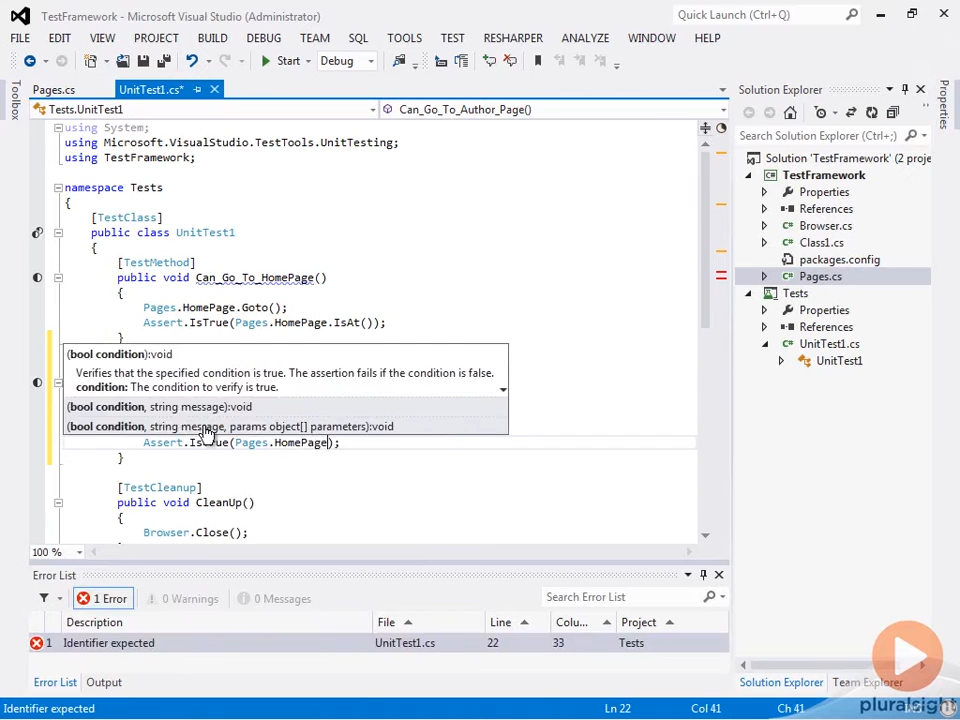 TestFramework - Microsoft Visual Studio (Administrator)
Quick Launch (Ctrl+Q)
FILE EDIT VIEW PROJECT BUILD DEBUG TEAM SQL TOOLS TEST RESHARPER ANALYZE WINDOW HELP
Start Debug
Toolbox
Pages.cs UnitTest1.cs*
Tests.UnitTest1 Can_Go_To_Author_Page()
using System;
using Microsoft.VisualStudio.TestTools.UnitTesting;
using TestFramework;
namespace Tests
{
[TestClass]
public class UnitTest1
{
[TestMethod]
public void Can_Go_To_HomePage()
{
Pages.HomePage.Goto();
Assert.IsTrue(Pages.HomePage.IsAt());
}
(bool condition):void
Verifies that the specified condition is true. The assertion fails if the condition is false.
condition: The condition to verify is true.
(bool condition, string message):void
(bool condition, string message, params object[] parameters):void
Assert.IsTrue(Pages.HomePage);
}
[TestCleanup]
public void CleanUp()
{
Browser.Close();
100 %
Solution Explorer
Search Solution Explorer (Ctrl+;)
Solution 'TestFramework' (2 proje
TestFramework
Properties
References
Browser.cs
Class1.cs
packages.config
Pages.cs
Tests
Properties
References
UnitTest1.cs
UnitTest1
Properties
Error List
1 Error 0 Warnings 0 Messages
Search Error List
Description File Line Colu... Project
1 Identifier expected UnitTest1.cs 22 33 Tests
Error List Output
Solution Explorer Team Explorer
Identifier expected Ln 22 Col 41 Ch 41
pluralsight